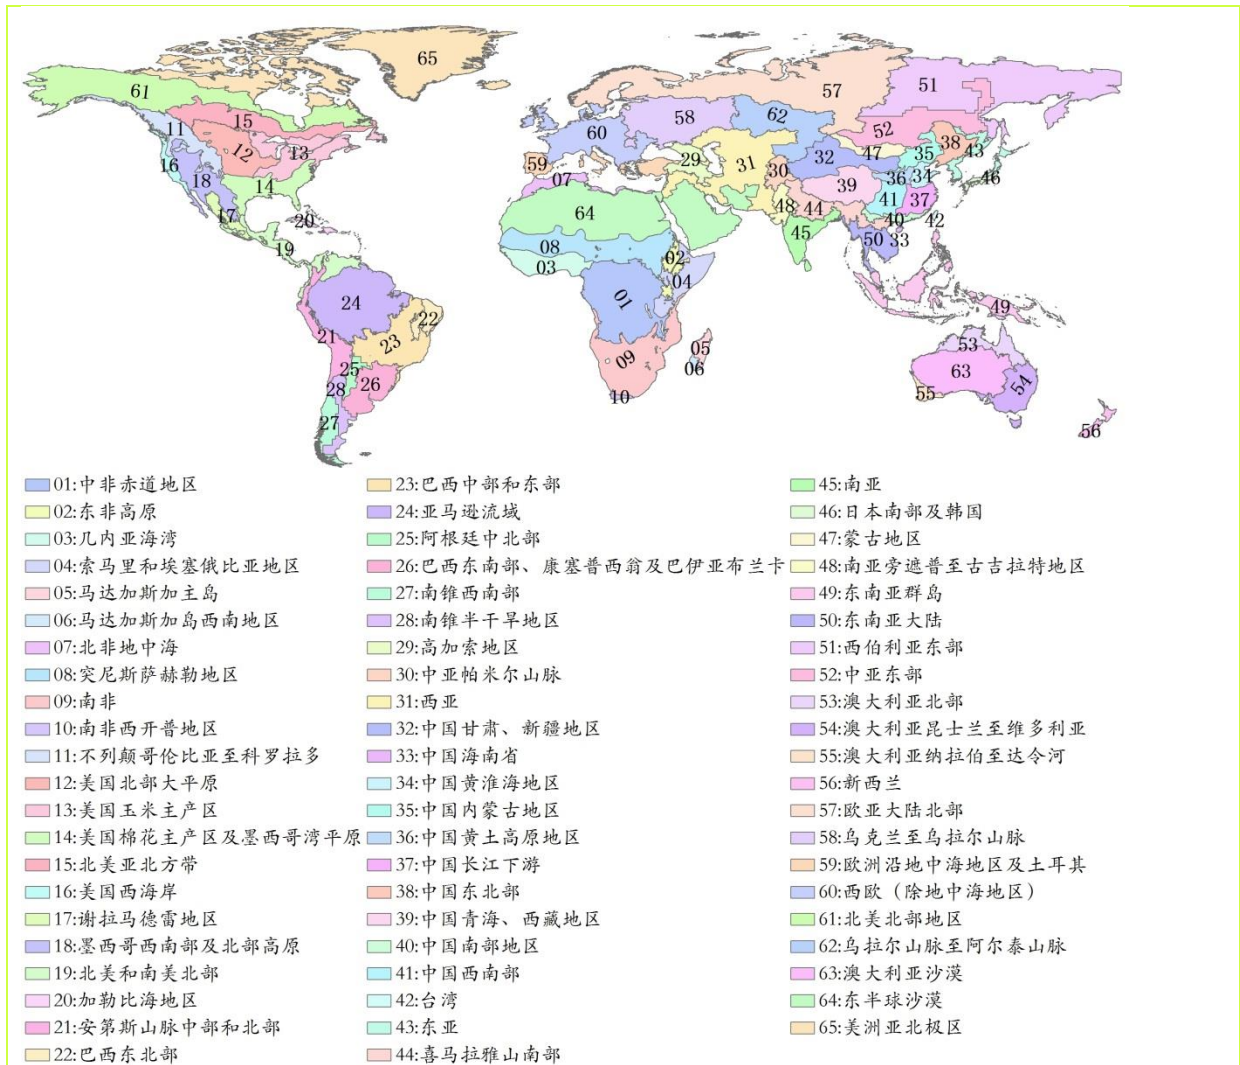 65
61
57
51
15
11
58
62
60
52
12
13
47
38
35
43
16
59
29
31
32
30
36
34
46
18
14
07
39
41
37
64
48
44
40
42
17
20
45
50
33
19
08
02
03
04
01
49
24
22
21
23
05
53
09
06
63
25
28
26
10
55
54
27
56
01:中非赤道地区
02:东非高原
03:几内亚海湾
04:索马里和埃塞俄比亚地区
05:马达加斯加主岛
06:马达加斯加岛西南地区
07:北非地中海
08:突尼斯萨赫勒地区
09:南非
10:南非西开普地区
11:不列颠哥伦比亚至科罗拉多
12:美国北部大平原
13:美国玉米主产区
14:美国棉花主产区及墨西哥湾平原
15:北美亚北方带
16:美国西海岸
17:谢拉马德雷地区
18:墨西哥西南部及北部高原
19:北美和南美北部
20:加勒比海地区
21:安第斯山脉中部和北部
22:巴西东北部
23:巴西中部和东部
24:亚马逊流域
25:阿根廷中北部
26:巴西东南部、康塞普西翁及巴伊亚布兰卡
27:南锥西南部
28:南锥半干旱地区
29:高加索地区
30:中亚帕米尔山脉
31:西亚
32:中国甘肃、新疆地区
33:中国海南省
34:中国黄淮海地区
35:中国内蒙古地区
36:中国黄土高原地区
37:中国长江下游
38:中国东北部
39:中国青海、西藏地区
40:中国南部地区
41:中国西南部
42:台湾
43:东亚
44:喜马拉雅山南部
45:南亚
46:日本南部及韩国
47:蒙古地区
48:南亚旁遮普至古吉拉特地区
49:东南亚群岛
50:东南亚大陆
51:西伯利亚东部
52:中亚东部
53:澳大利亚北部
54:澳大利亚昆士兰至维多利亚
55:澳大利亚纳拉伯至达令河
56:新西兰
57:欧亚大陆北部
58:乌克兰至乌拉尔山脉
59:欧洲沿地中海地区及土耳其
60:西欧（除地中海地区）
61:北美北部地区
62:乌拉尔山脉至阿尔泰山脉
63:澳大利亚沙漠
64:东半球沙漠
65:美洲亚北极区